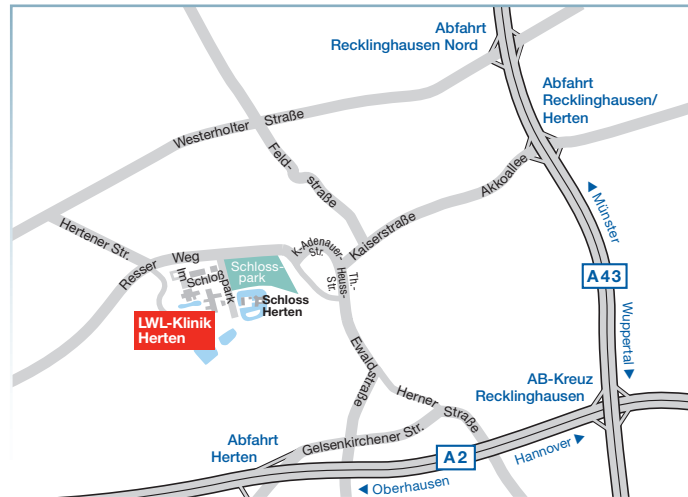 Abfahrt
Recklinghausen Nord
Abfahrt
Recklinghausen/
Herten
Westerholter Straße
Feld-
straße
Akkoallee
Kaiserstraße
Münster
Hertener Str.
Resser Weg
K-Adenauer-
Str.
Th.-
Heuss-
Str.
Im
Schloß
park
Schloss-
park
Schloss
Herten
A43
LWL-Klinik
Herten
Wuppertal
Ewaldstraße
AB-Kreuz
Recklinghausen
Herner Straße
Gelsenkirchener Str.
Abfahrt
Herten
A2
Hannover
Oberhausen